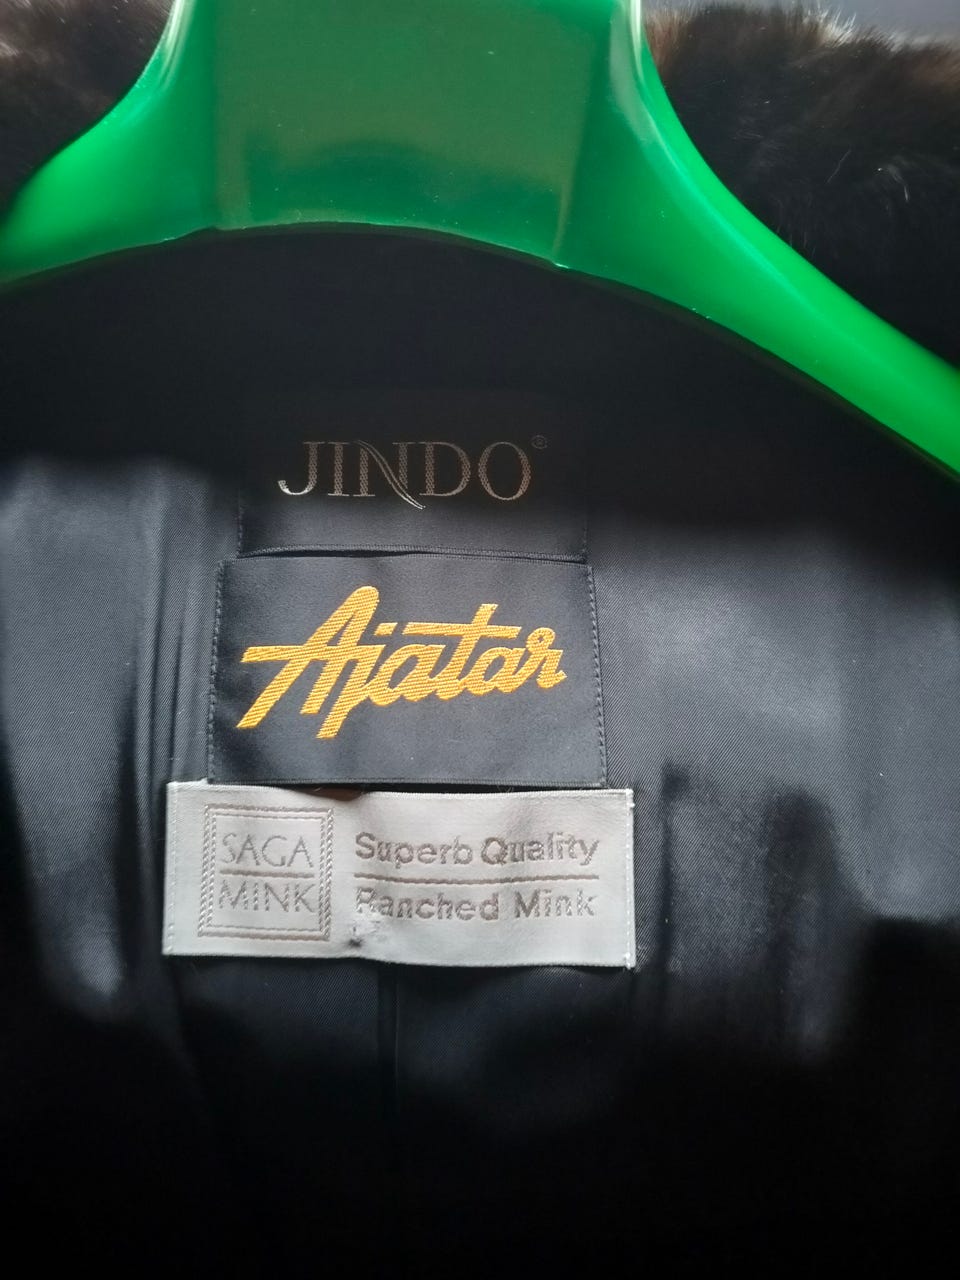 JINDO®
Ajatar
SAGA
MINK
Superb Quality
Ranched Mink